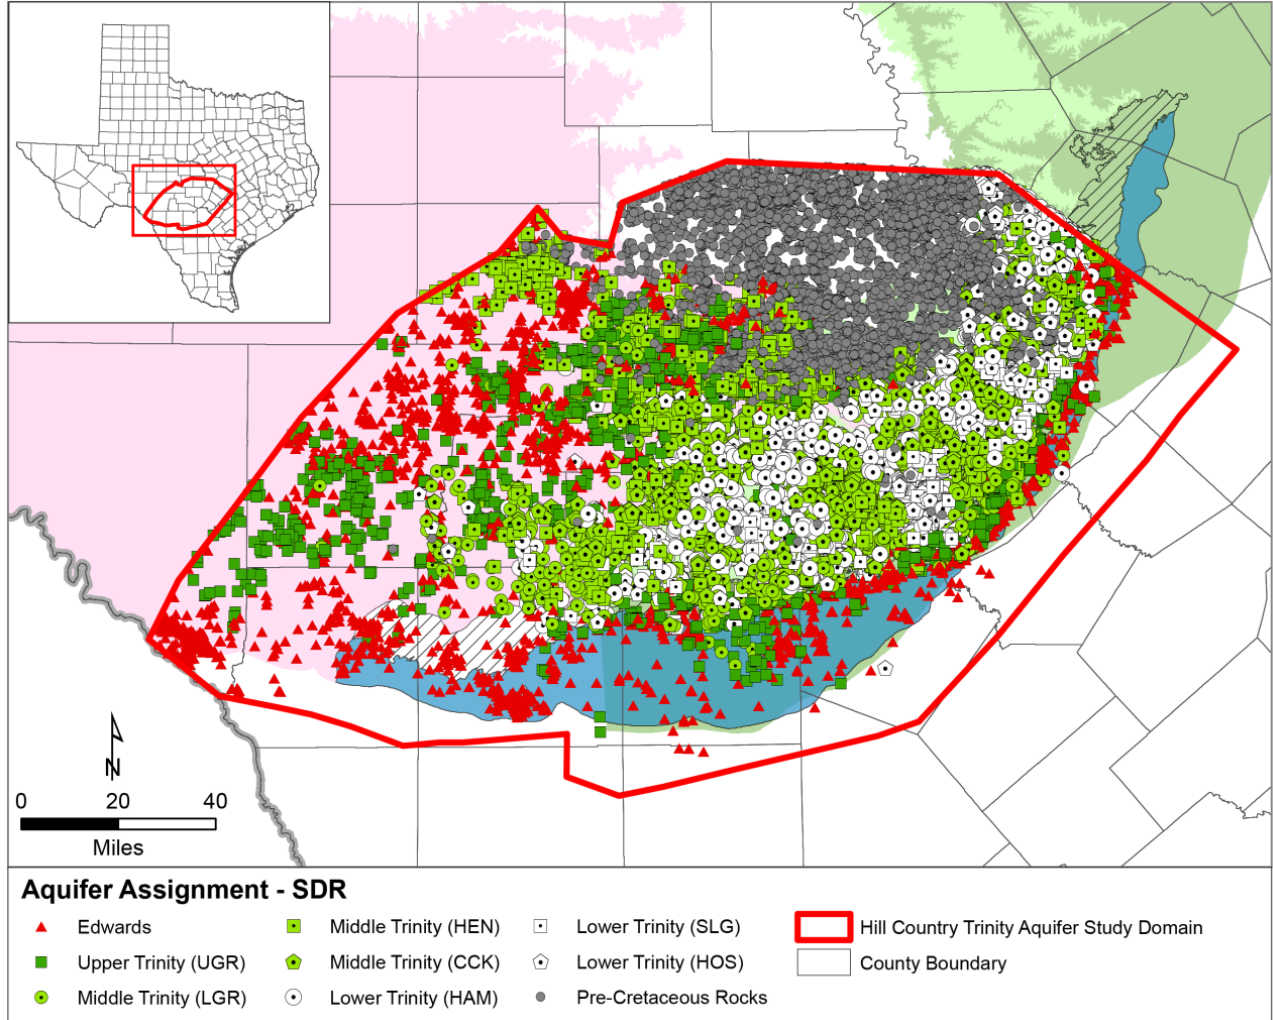 N
0 20 40
Miles
Aquifer Assignment - SDR
Edwards
Upper Trinity (UGR)
Middle Trinity (LGR)
Middle Trinity (HEN)
Middle Trinity (CCK)
Lower Trinity (HAM)
Lower Trinity (SLG)
Lower Trinity (HOS)
Pre-Cretaceous Rocks
Hill Country Trinity Aquifer Study Domain
County Boundary